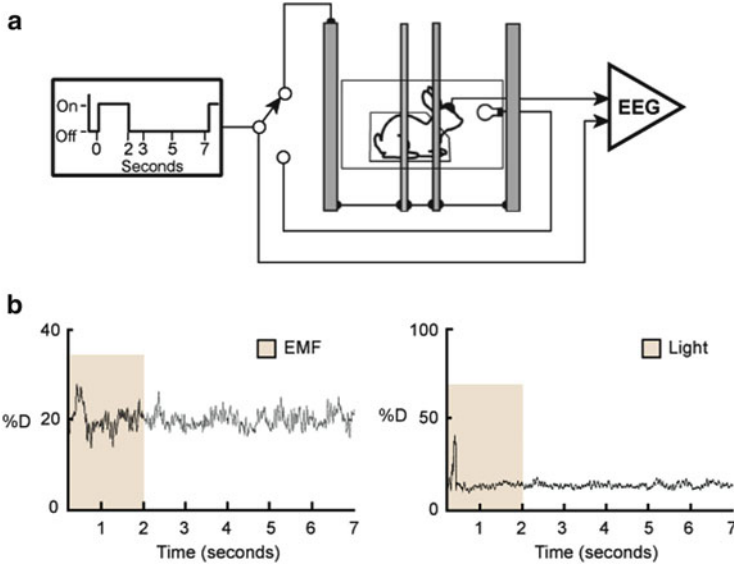 a
On
Off
0 2 3 5 7
Seconds
EEG
b
40
20
0
%D
EMF
1 2 3 4 5 6 7
Time (seconds)
100
50
0
%D
Light
1 2 3 4 5 6 7
Time (seconds)